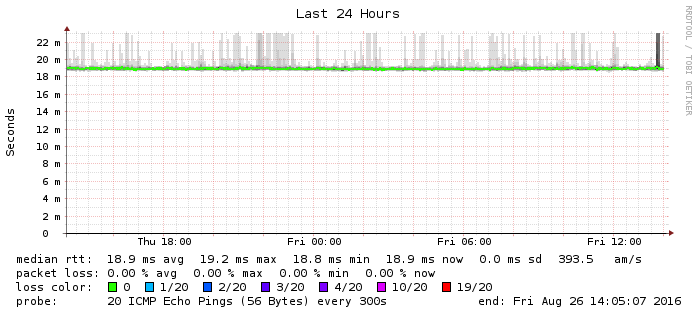 Last 24 Hours
RRDTOOL / TOBI OETIKER
Seconds
22 m
20 m
18 m
16 m
14 m
12 m
10 m
8 m
6 m
4 m
2 m
0
Thu 18:00 Fri 00:00 Fri 06:00 Fri 12:00
median rtt: 18.9 ms avg 19.2 ms max 18.8 ms min 18.9 ms now 0.0 ms sd 393.5 am/s
packet loss: 0.00 % avg 0.00 % max 0.00 % min 0.00 % now
loss color: 0 1/20 2/20 3/20 4/20 10/20 19/20
probe: 20 ICMP Echo Pings (56 Bytes) every 300s end: Fri Aug 26 14:05:07 2016